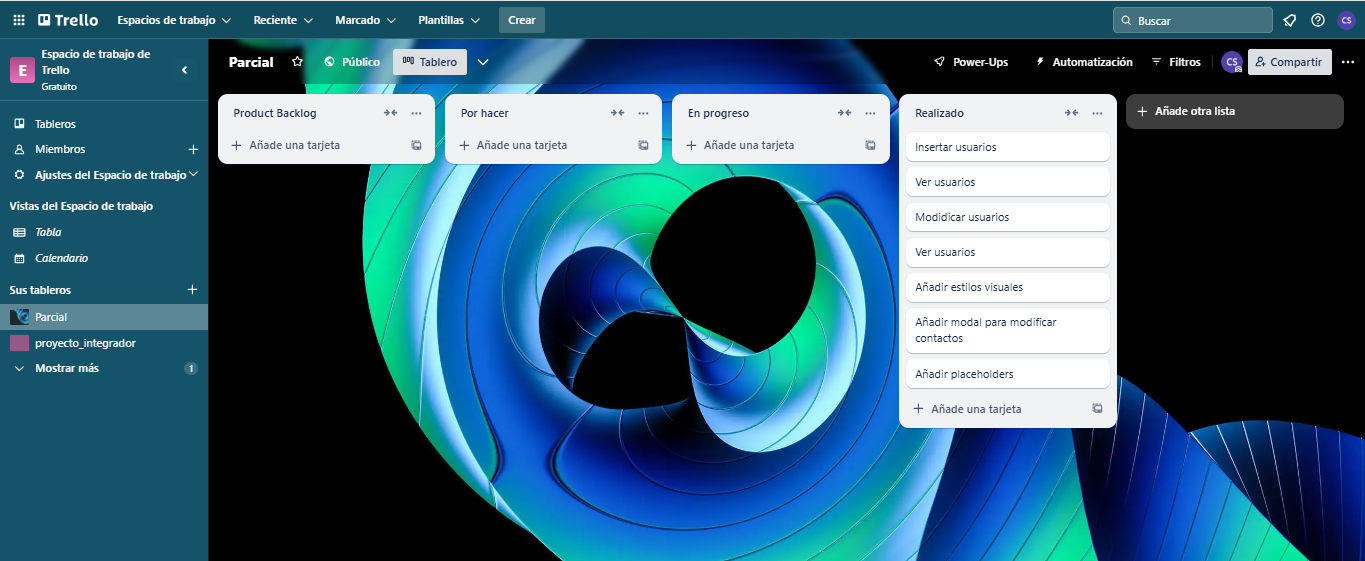 Trello
Espacios de trabajo
Reciente
Marcado
Plantillas
Crear
Buscar
CS
E
Espacio de trabajo de
Trello
Gratuito
Parcial
Público
Tablero
Power-Ups
Automatización
Filtros
CS
Compartir
Tableros
Miembros
Ajustes del Espacio de trabajo
Vistas del Espacio de trabajo
Tabla
Calendario
Sus tableros
Parcial
proyecto_integrador
Mostrar más
1
Product Backlog
Añade una tarjeta
Por hacer
Añade una tarjeta
En progreso
Añade una tarjeta
Realizado
Insertar usuarios
Ver usuarios
Modidicar usuarios
Ver usuarios
Añadir estilos visuales
Añadir modal para modificar
contactos
Añadir placeholders
Añade una tarjeta
Añade otra lista